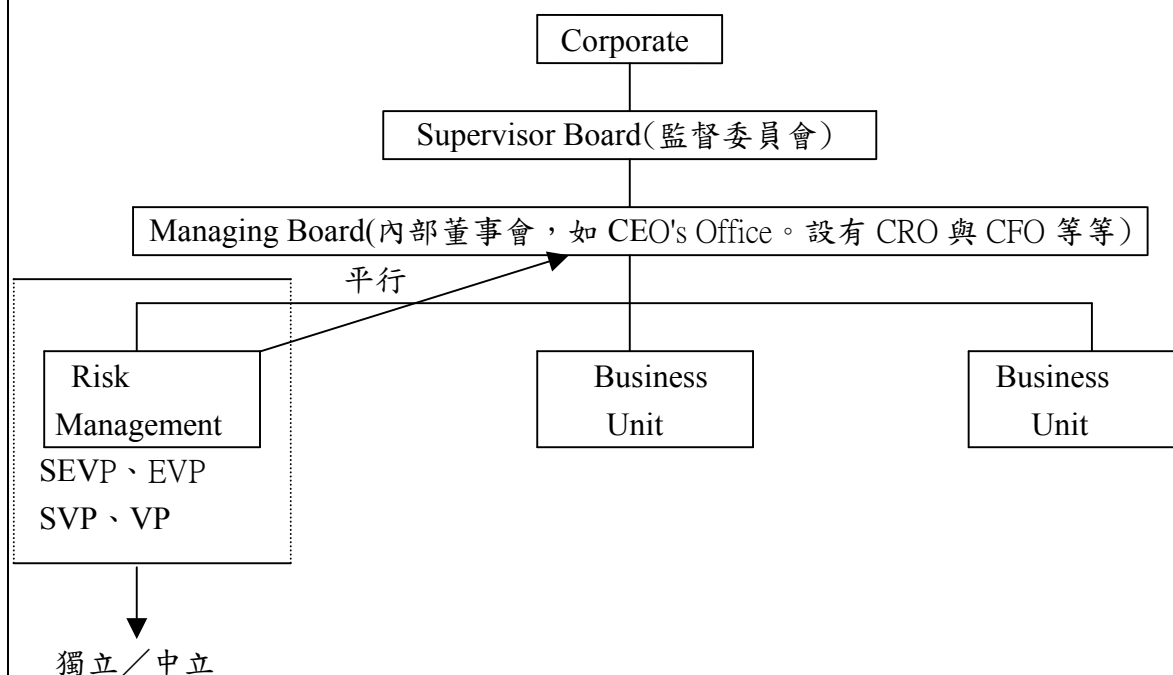 Corporate
Supervisor Board(監督委員會)
Managing Board(內部董事會，如 CEO's Office。設有 CRO 與 CFO 等等)
平行
Risk
Management
Business
Unit
Business
Unit
SEVP、EVP
SVP、VP
獨立／中立